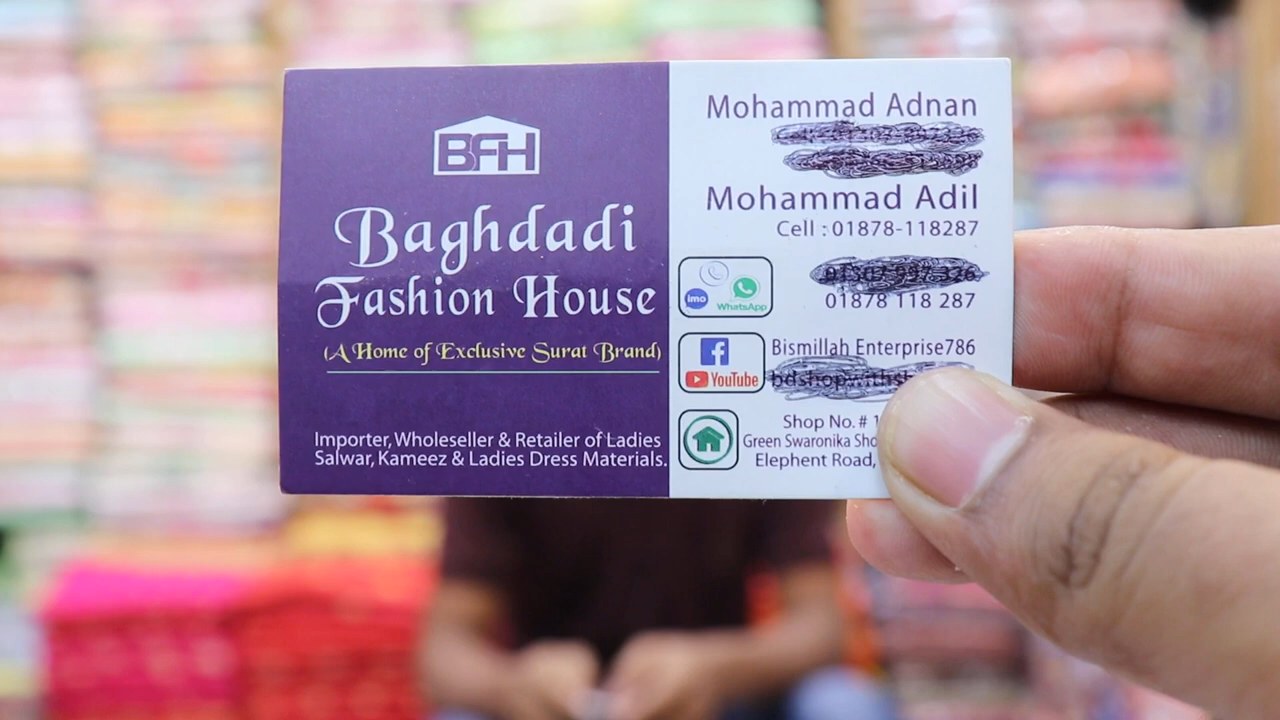 BFH
Baghdadi
Fashion House
(A Home of Exclusive Surat Brand)
Importer, Wholeseller & Retailer of Ladies
Salwar, Kameez & Ladies Dress Materials.
Mohammad Adnan
Mohammad Adil
Cell : 01878-118287
imo
WhatsApp
01878 118 287
YouTube
Bismillah Enterprise786
Shop No. #
Green Swaronika
Elephent Road,